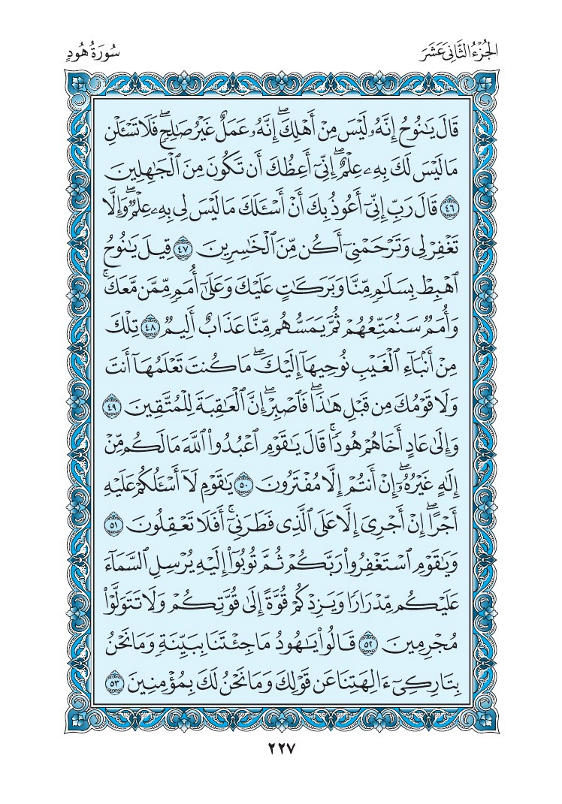 الجُزْءُ الثَّانِي عَشَرَ
سُورَةُ هُودٍ
قَالَ يَٰنُوحُ إِنَّهُۥ لَيْسَ مِنْ أَهْلِكَۖ إِنَّهُۥ عَمَلٌ غَيْرُ صَٰلِحٖۖ فَلَا تَسْـَٔلْنِ
مَا لَيْسَ لَكَ بِهِۦ عِلْمٌۖ إِنِّيٓ أَعِظُكَ أَن تَكُونَ مِنَ ٱلْجَٰهِلِينَ
٤٦ قَالَ رَبِّ إِنِّيٓ أَعُوذُ بِكَ أَنْ أَسْـَٔلَكَ مَا لَيْسَ لِي بِهِۦ عِلْمٌۖ وَإِلَّا
تَغْفِرْ لِي وَتَرْحَمْنِيٓ أَكُن مِّنَ ٱلْخَٰسِرِينَ ٤٧ قِيلَ يَٰنُوحُ
ٱهْبِطْ بِسَلَٰمٖ مِّنَّا وَبَرَكَٰتٍ عَلَيْكَ وَعَلَىٰٓ أُمَمٖ مِّمَّن مَّعَكَۚ
وَأُمَمٌ سَنُمَتِّعُهُمْ ثُمَّ يَمَسُّهُم مِّنَّا عَذَابٌ أَلِيمٌ ٤٨ تِلْكَ
مِنْ أَنۢبَآءِ ٱلْغَيْبِ نُوحِيهَآ إِلَيْكَۖ مَا كُنتَ تَعْلَمُهَآ أَنتَ
وَلَا قَوْمُكَ مِن قَبْلِ هَٰذَاۖ فَٱصْبِرْۖ إِنَّ ٱلْعَٰقِبَةَ لِلْمُتَّقِينَ ٤٩
وَإِلَىٰ عَادٍ أَخَاهُمْ هُودٗاۚ قَالَ يَٰقَوْمِ ٱعْبُدُوا۟ ٱللَّهَ مَا لَكُم مِّنْ
إِلَٰهٍ غَيْرُهُۥٓۖ إِنْ أَنتُمْ إِلَّا مُفْتَرُونَ ٥٠ يَٰقَوْمِ لَآ أَسْـَٔلُكُمْ عَلَيْهِ
أَجْرًاۖ إِنْ أَجْرِيَ إِلَّا عَلَى ٱلَّذِي فَطَرَنِيٓۚ أَفَلَا تَعْقِلُونَ ٥١
وَيَٰقَوْمِ ٱسْتَغْفِرُوا۟ رَبَّكُمْ ثُمَّ تُوبُوٓا۟ إِلَيْهِ يُرْسِلِ ٱلسَّمَآءَ
عَلَيْكُم مِّدْرَارٗا وَيَزِدْكُمْ قُوَّةً إِلَىٰ قُوَّتِكُمْ وَلَا تَتَوَلَّوْا۟
مُجْرِمِينَ ٥٢ قَالُوا۟ يَٰهُودُ مَا جِئْتَنَا بِبَيِّنَةٖ وَمَا نَحْنُ
بِتَارِكِيٓ ءَالِهَتِنَا عَن قَوْلِكَ وَمَا نَحْنُ لَكَ بِمُؤْمِنِينَ ٥٣
٢٢٧